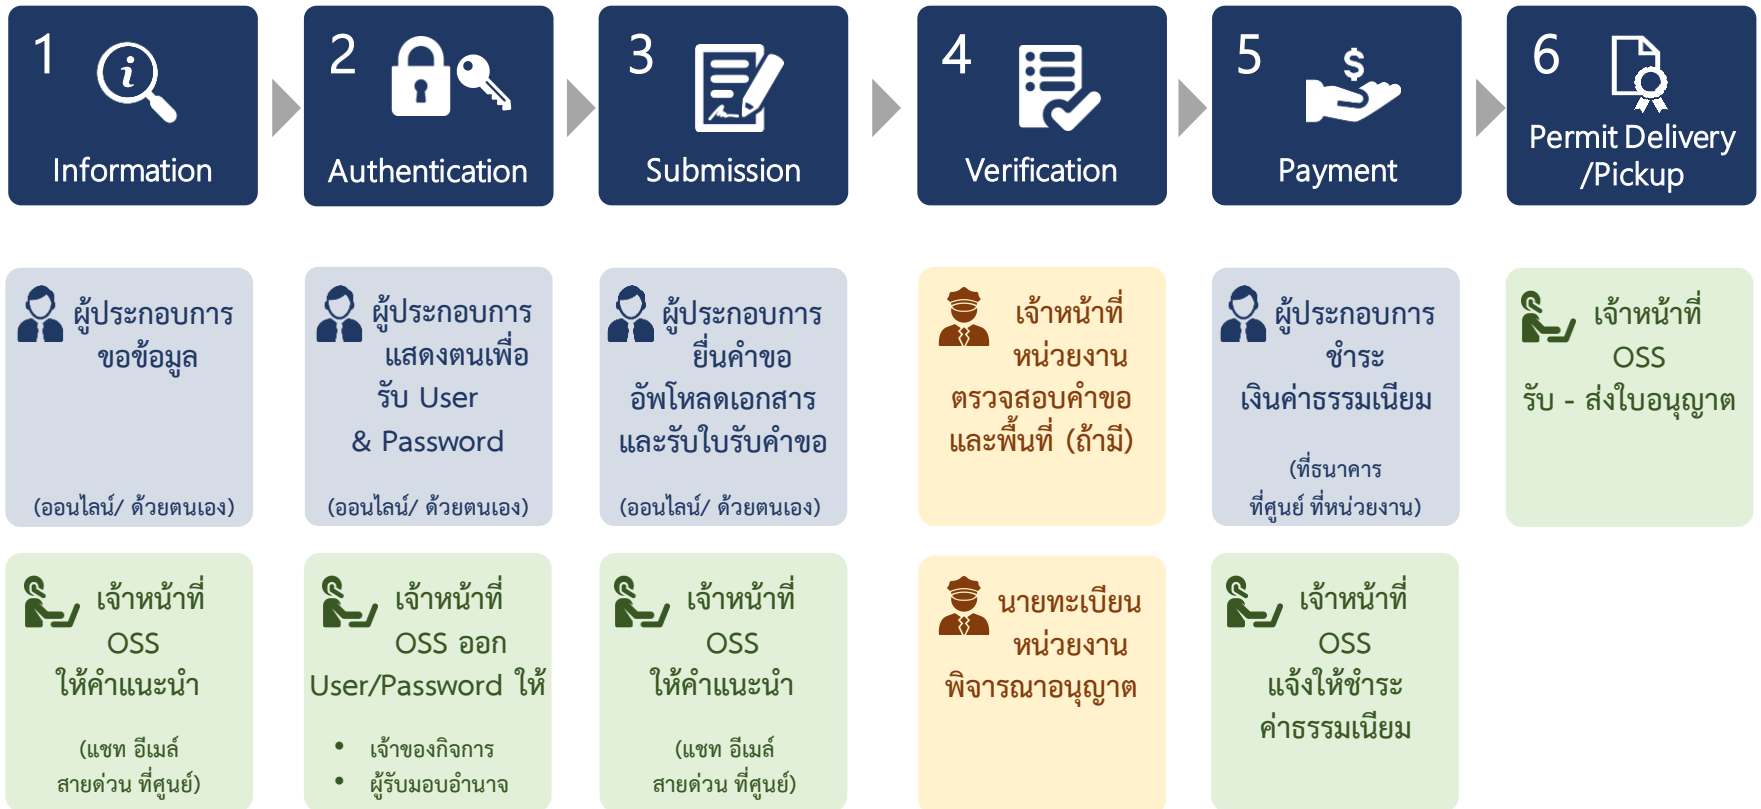 1
Information
2
Authentication
3
Submission
4
Verification
5
Payment
6
Permit Delivery
/Pickup
ผู้ประกอบการ
ขอข้อมูล
(ออนไลน์/ ด้วยตนเอง)
ผู้ประกอบการ
แสดงตนเพื่อ
รับ User
& Password
(ออนไลน์/ ด้วยตนเอง)
ผู้ประกอบการ
ยื่นคำขอ
อัพโหลดเอกสาร
และรับใบรับคำขอ
(ออนไลน์/ ด้วยตนเอง)
เจ้าหน้าที่
หน่วยงาน
ตรวจสอบคำขอ
และพื้นที่ (ถ้ามี)
ผู้ประกอบการ
ชำระ
เงินค่าธรรมเนียม
(ที่ธนาคาร
ที่ศูนย์ ที่หน่วยงาน)
เจ้าหน้าที่
OSS
รับ - ส่งใบอนุญาต
เจ้าหน้าที่
OSS
ให้คำแนะนำ
(แชท อีเมล์
สายด่วน ที่ศูนย์)
เจ้าหน้าที่
OSS ออก
User/Password ให้
• เจ้าของกิจการ
• ผู้รับมอบอำนาจ
เจ้าหน้าที่
OSS
ให้คำแนะนำ
(แชท อีเมล์
สายด่วน ที่ศูนย์)
นายทะเบียน
หน่วยงาน
พิจารณาอนุญาต
เจ้าหน้าที่
OSS
แจ้งให้ชำระ
ค่าธรรมเนียม